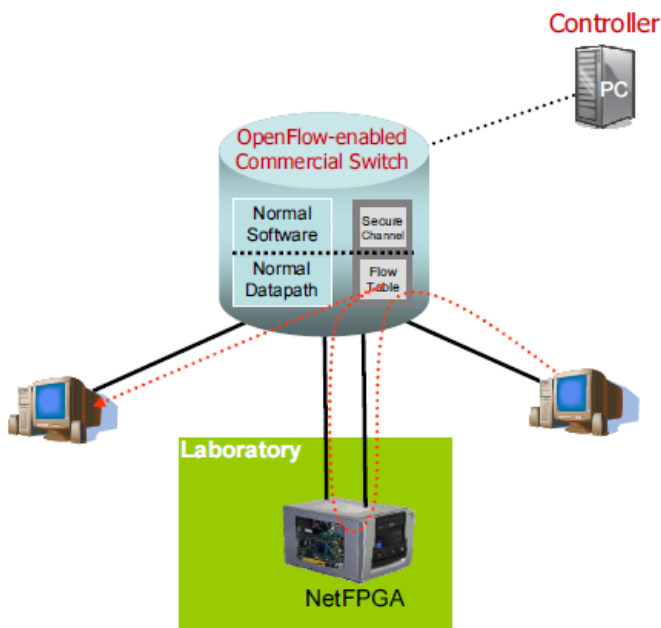 Controller
PC
OpenFlow-enabled
Commercial Switch
Normal
Software
Secure
Channel
Normal
Datapath
Flow
Table
Laboratory
NetFPGA